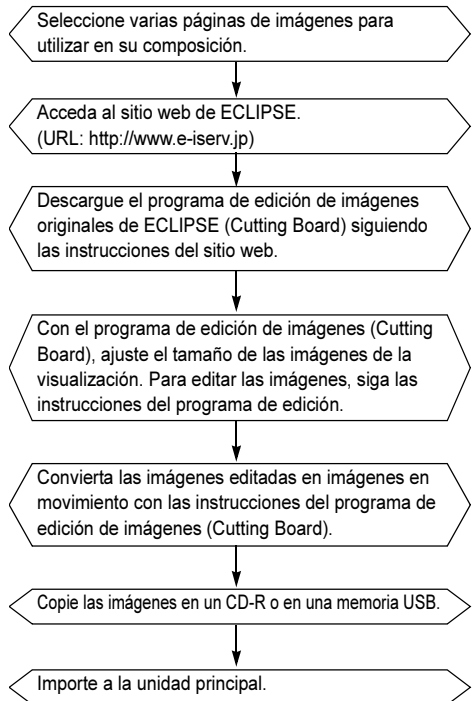 Seleccione varias páginas de imágenes para
utilizar en su composición.
Acceda al sitio web de ECLIPSE.
(URL: http://www.e-iserv.jp)
Descargue el programa de edición de imágenes
originales de ECLIPSE (Cutting Board) siguiendo
las instrucciones del sitio web.
Con el programa de edición de imágenes (Cutting
Board), ajuste el tamaño de las imágenes de la
visualización. Para editar las imágenes, siga las
instrucciones del programa de edición.
Convierta las imágenes editadas en imágenes en
movimiento con las instrucciones del programa de
edición de imágenes (Cutting Board).
Copie las imágenes en un CD-R o en una memoria USB.
Importe a la unidad principal.